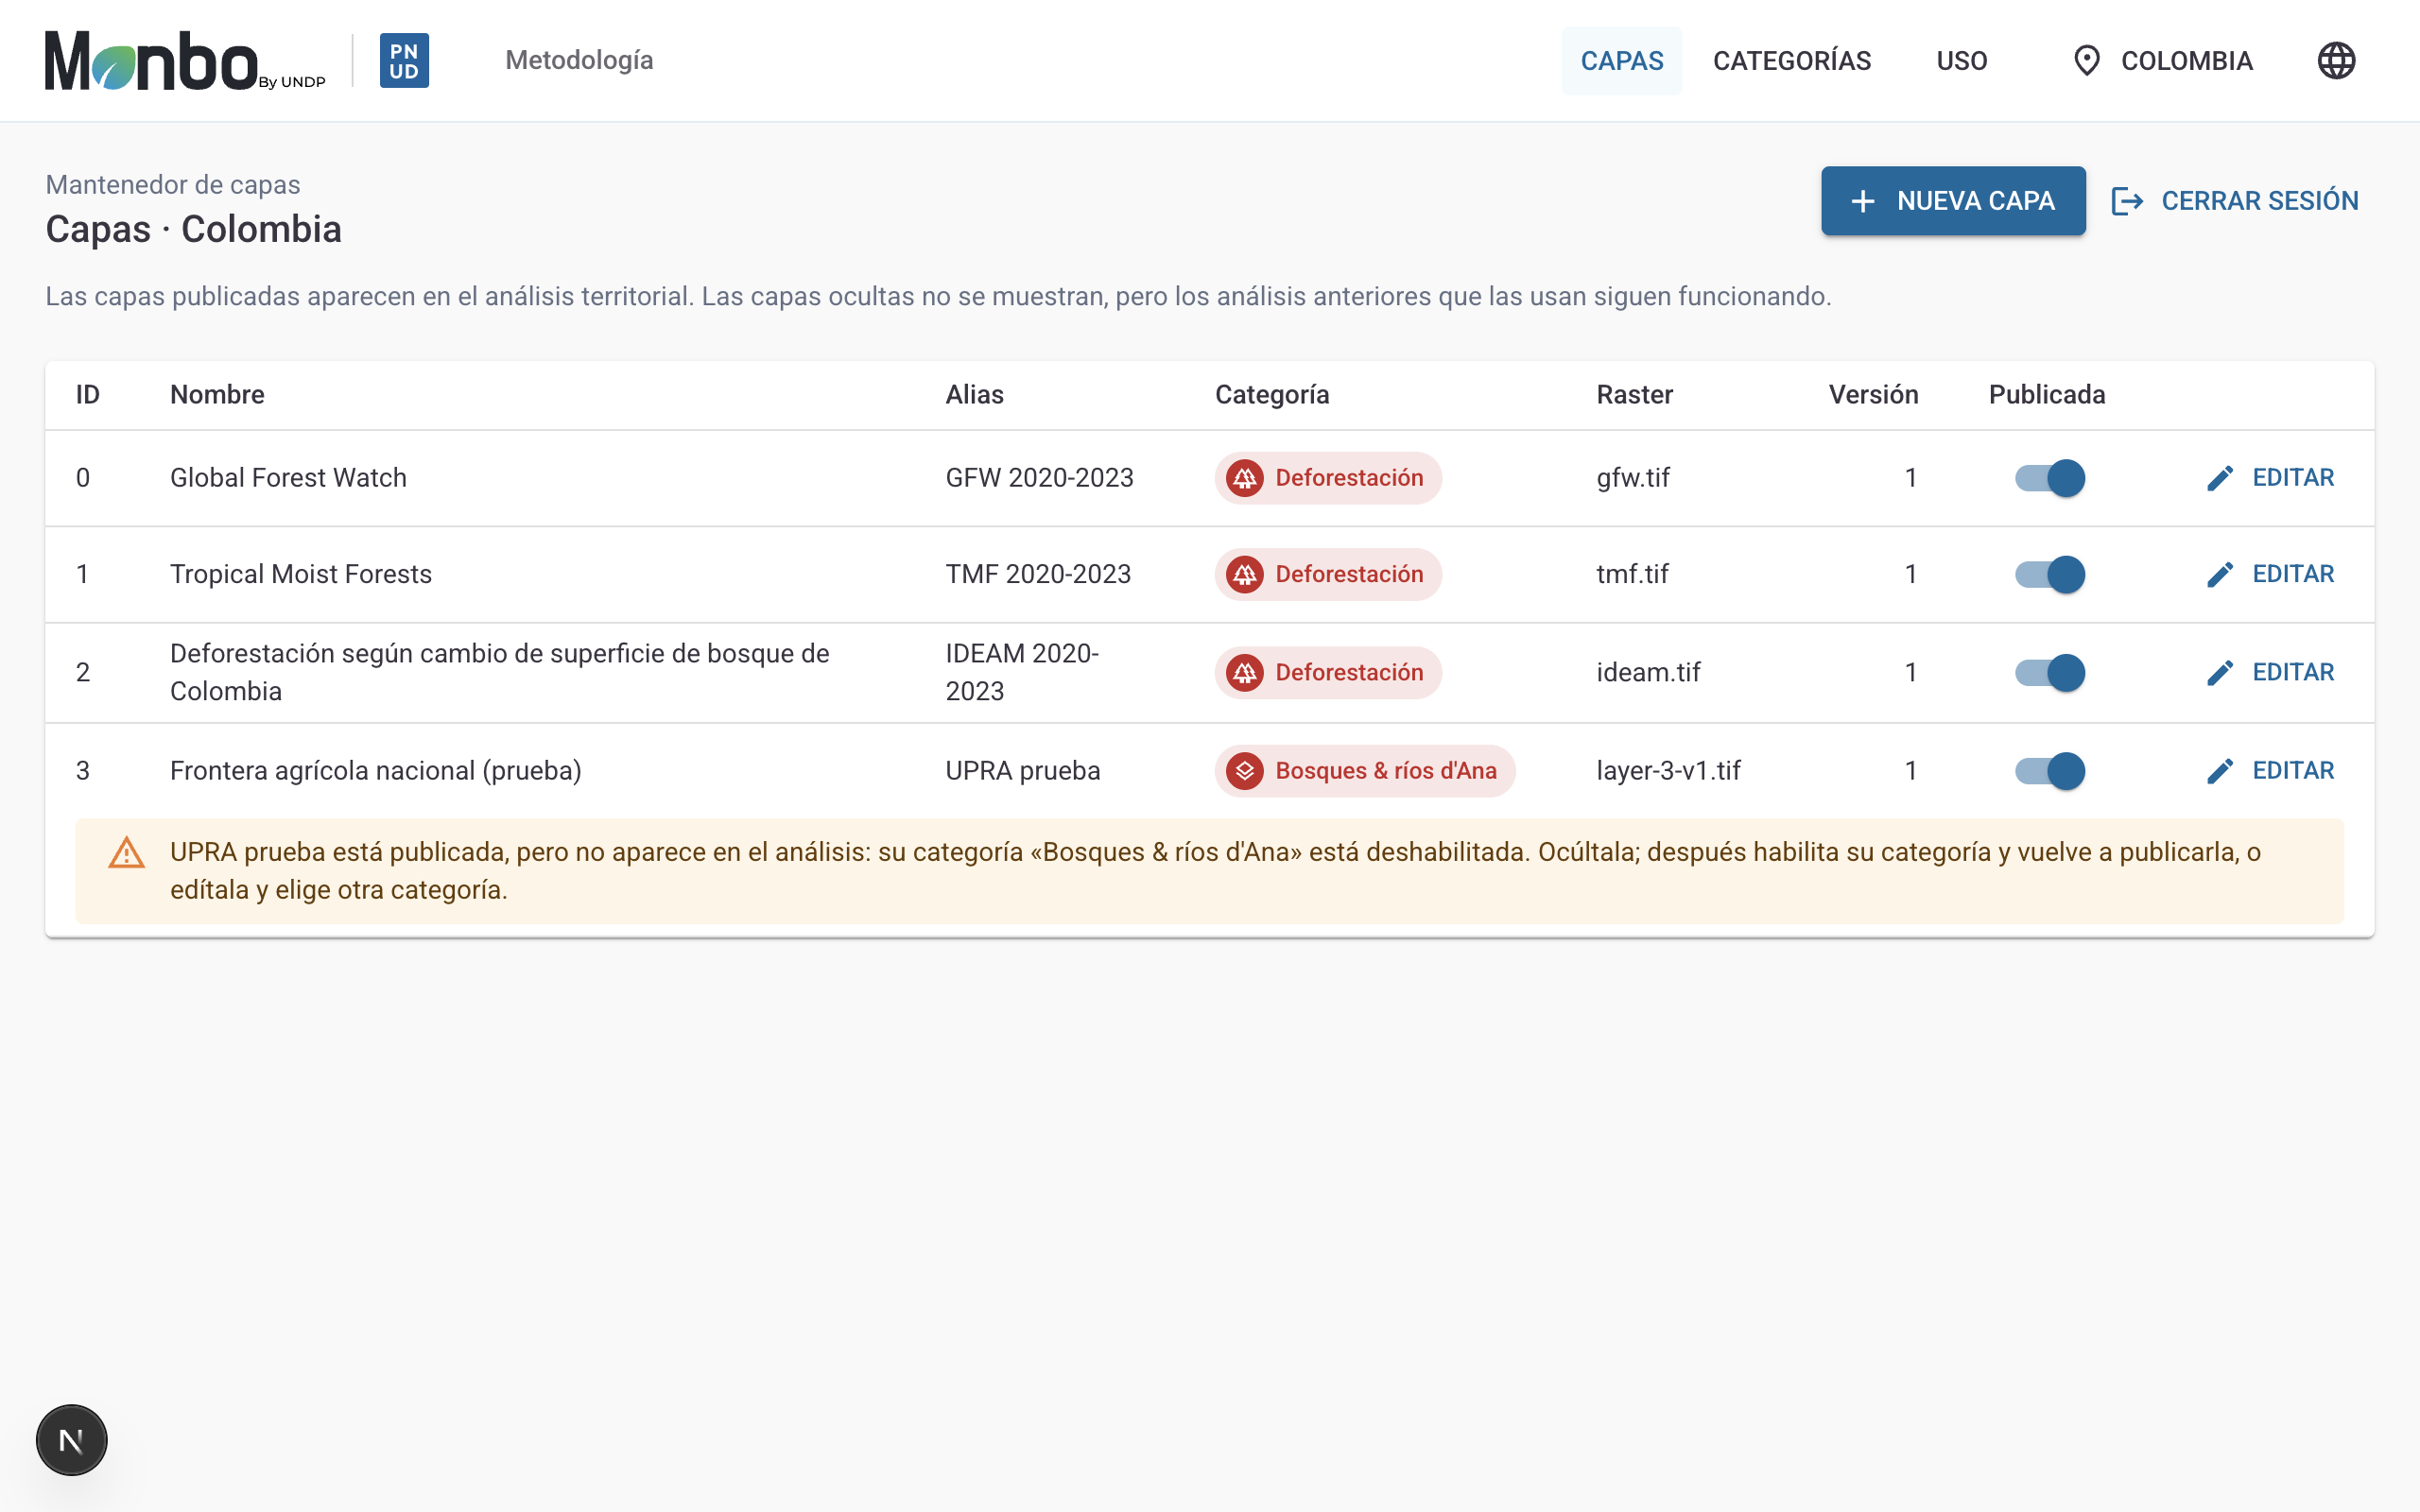 Monbo By UNDP
PN UD
Metodología
CAPAS
CATEGORÍAS
USO
COLOMBIA
Mantenedor de capas
Capas · Colombia
NUEVA CAPA
CERRAR SESIÓN
Las capas publicadas aparecen en el análisis territorial. Las capas ocultas no se muestran, pero los análisis anteriores que las usan siguen funcionando.
ID Nombre Alias Categoría Raster Versión Publicada
0 Global Forest Watch GFW 2020-2023 Deforestación gfw.tif 1 EDITAR
1 Tropical Moist Forests TMF 2020-2023 Deforestación tmf.tif 1 EDITAR
2 Deforestación según cambio de superficie de bosque de Colombia IDEAM 2020-2023 Deforestación ideam.tif 1 EDITAR
3 Frontera agrícola nacional (prueba) UPRA prueba Bosques & ríos d'Ana layer-3-v1.tif 1 EDITAR
UPRA prueba está publicada, pero no aparece en el análisis: su categoría «Bosques & ríos d'Ana» está deshabilitada. Ocúltala; después habilita su categoría y vuelve a publicarla, o
edítala y elige otra categoría.
N